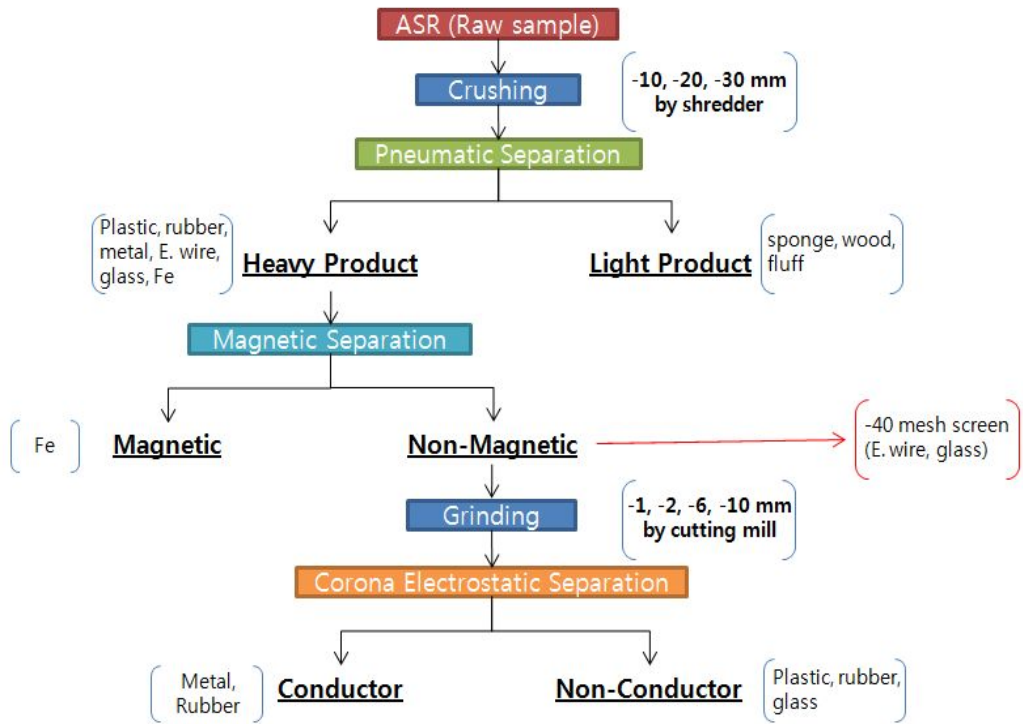 ASR (Raw sample)
Crushing
-10, -20, -30 mm
by shredder
Pneumatic Separation
Plastic, rubber,
metal, E. wire,
glass, Fe
Heavy Product
Light Product
sponge, wood,
fluff
Magnetic Separation
Fe
Magnetic
Non-Magnetic
-40 mesh screen
(E. wire, glass)
Grinding
-1, -2, -6, -10 mm
by cutting mill
Corona Electrostatic Separation
Metal,
Rubber
Conductor
Non-Conductor
Plastic, rubber,
glass